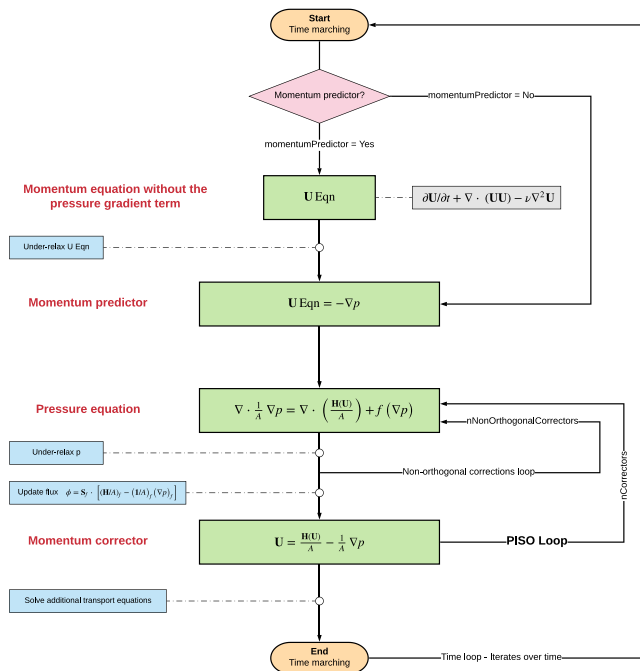 Start
Time marching
Momentum predictor?
momentumPredictor = No
momentumPredictor = Yes
Momentum equation without the
pressure gradient term
U Eqn
∂U/∂t + ∇ · (UU) − ν∇²U
Under-relax U Eqn
Momentum predictor
U Eqn = −∇p
Pressure equation
∇ · 1/A ∇p = ∇ · (H(U)/A) + f (∇p)
nNonOrthogonalCorrectors
Under-relax p
Non-orthogonal corrections loop
nCorrectors
Update flux ϕ = S_f · [(H/A)_f − (1/A)_f (∇p)_f]
Momentum corrector
U = H(U)/A − 1/A ∇p
PISO Loop
Solve additional transport equations
End
Time marching
Time loop - Iterates over time